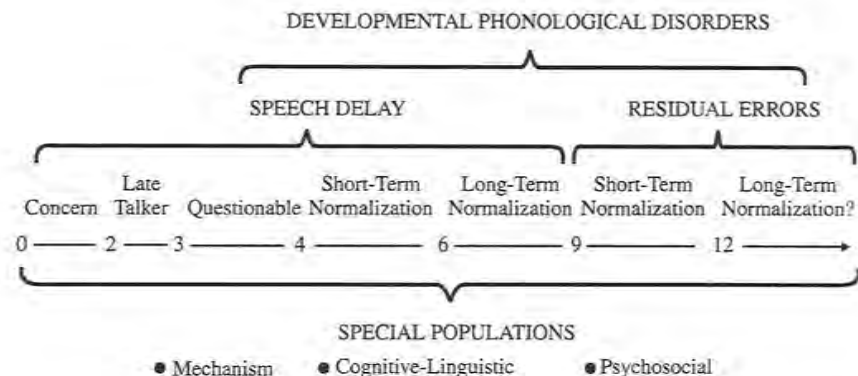 DEVELOPMENTAL PHONOLOGICAL DISORDERS
SPEECH DELAY RESIDUAL ERRORS
Late Short-Term Long-Term Short-Term Long-Term
Concern Talker Questionable Normalization Normalization Normalization Normalization?
0 2 3 4 6 9 12
SPECIAL POPULATIONS
● Mechanism ● Cognitive-Linguistic ● Psychosocial